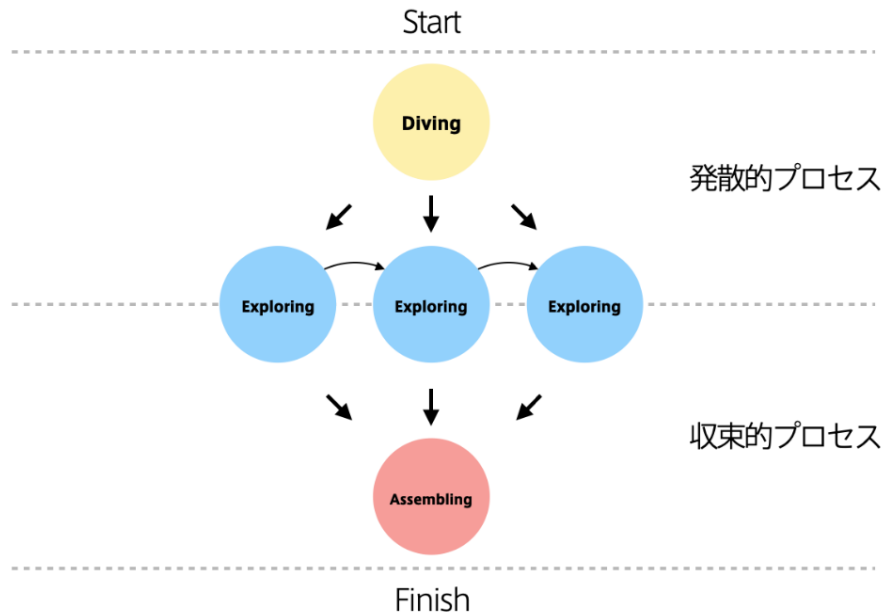 Start
Diving
発散的プロセス
Exploring
Exploring
Exploring
収束的プロセス
Assembling
Finish